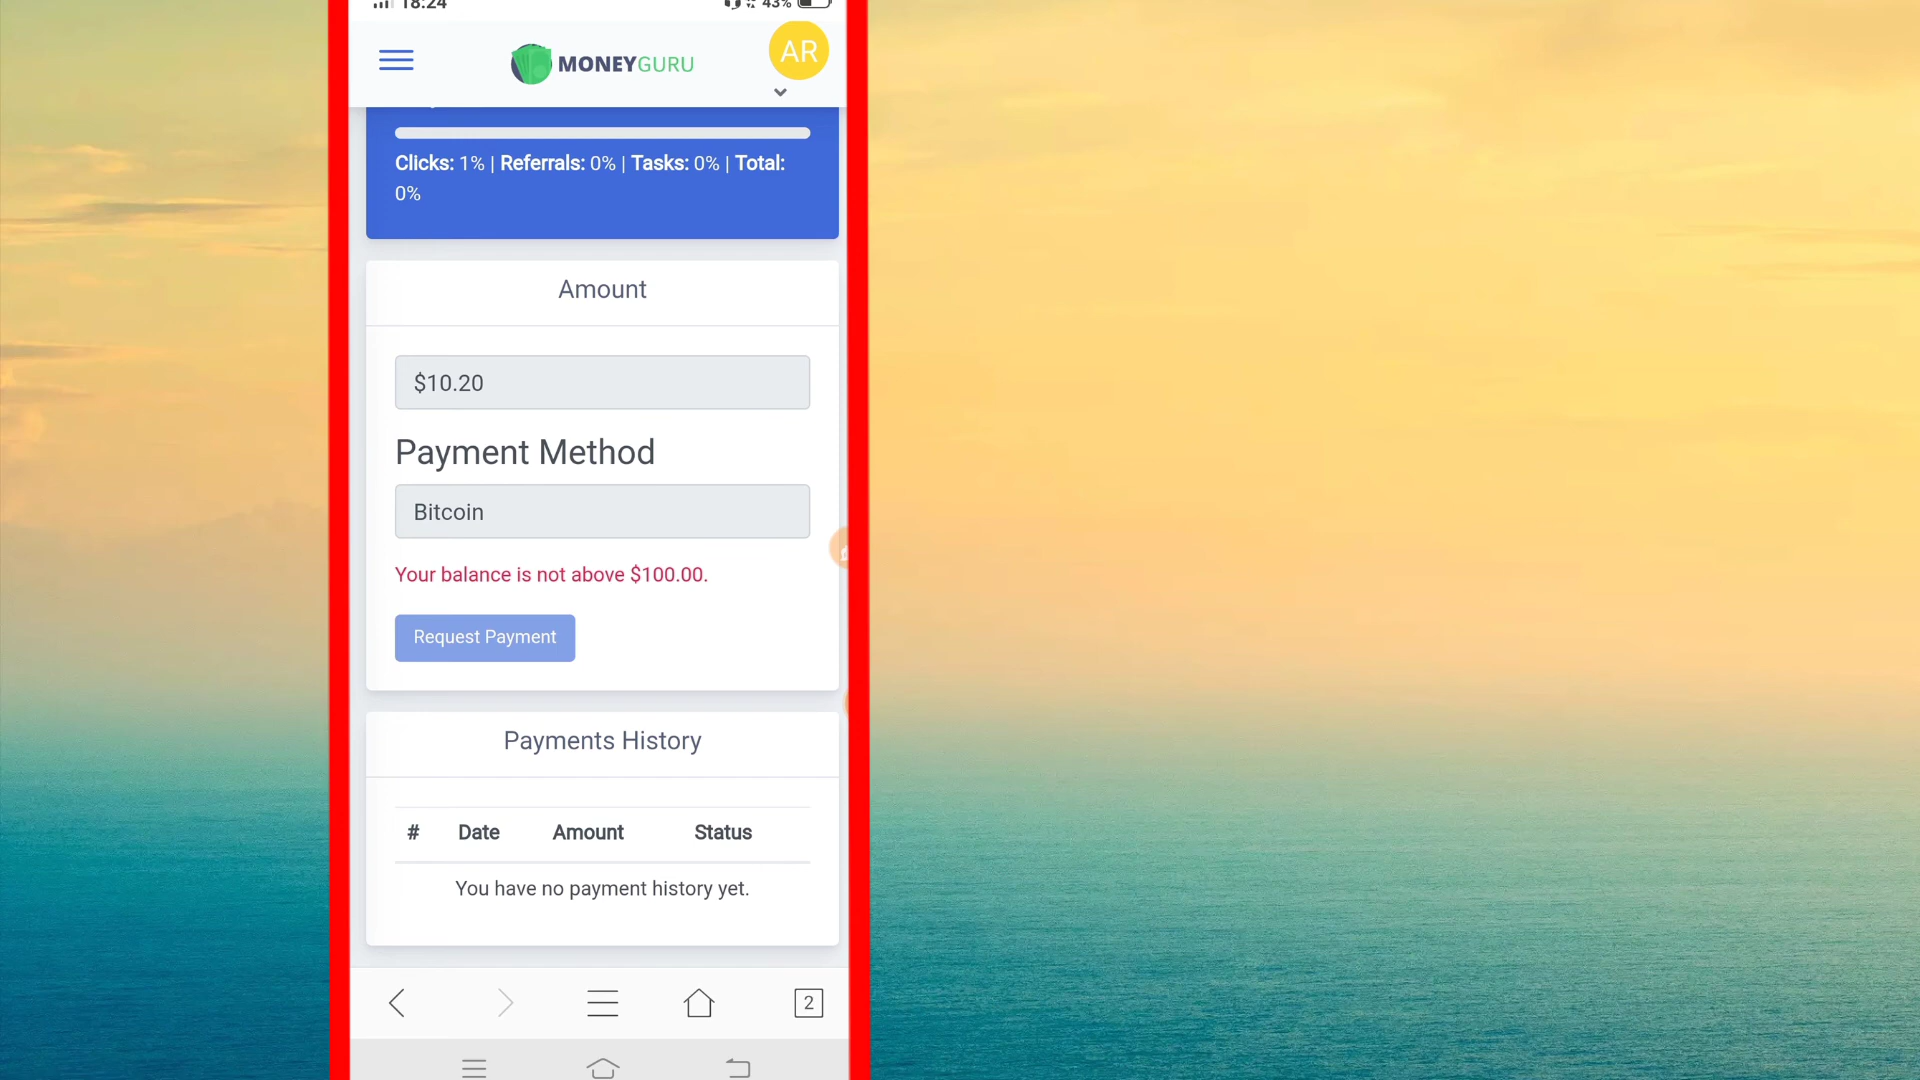 18:24 43%
MONEYGURU
AR
Clicks: 1% | Referrals: 0% | Tasks: 0% | Total:
0%
Amount
$10.20
Payment Method
Bitcoin
Your balance is not above $100.00.
Request Payment
Payments History
# Date Amount Status
You have no payment history yet.
2